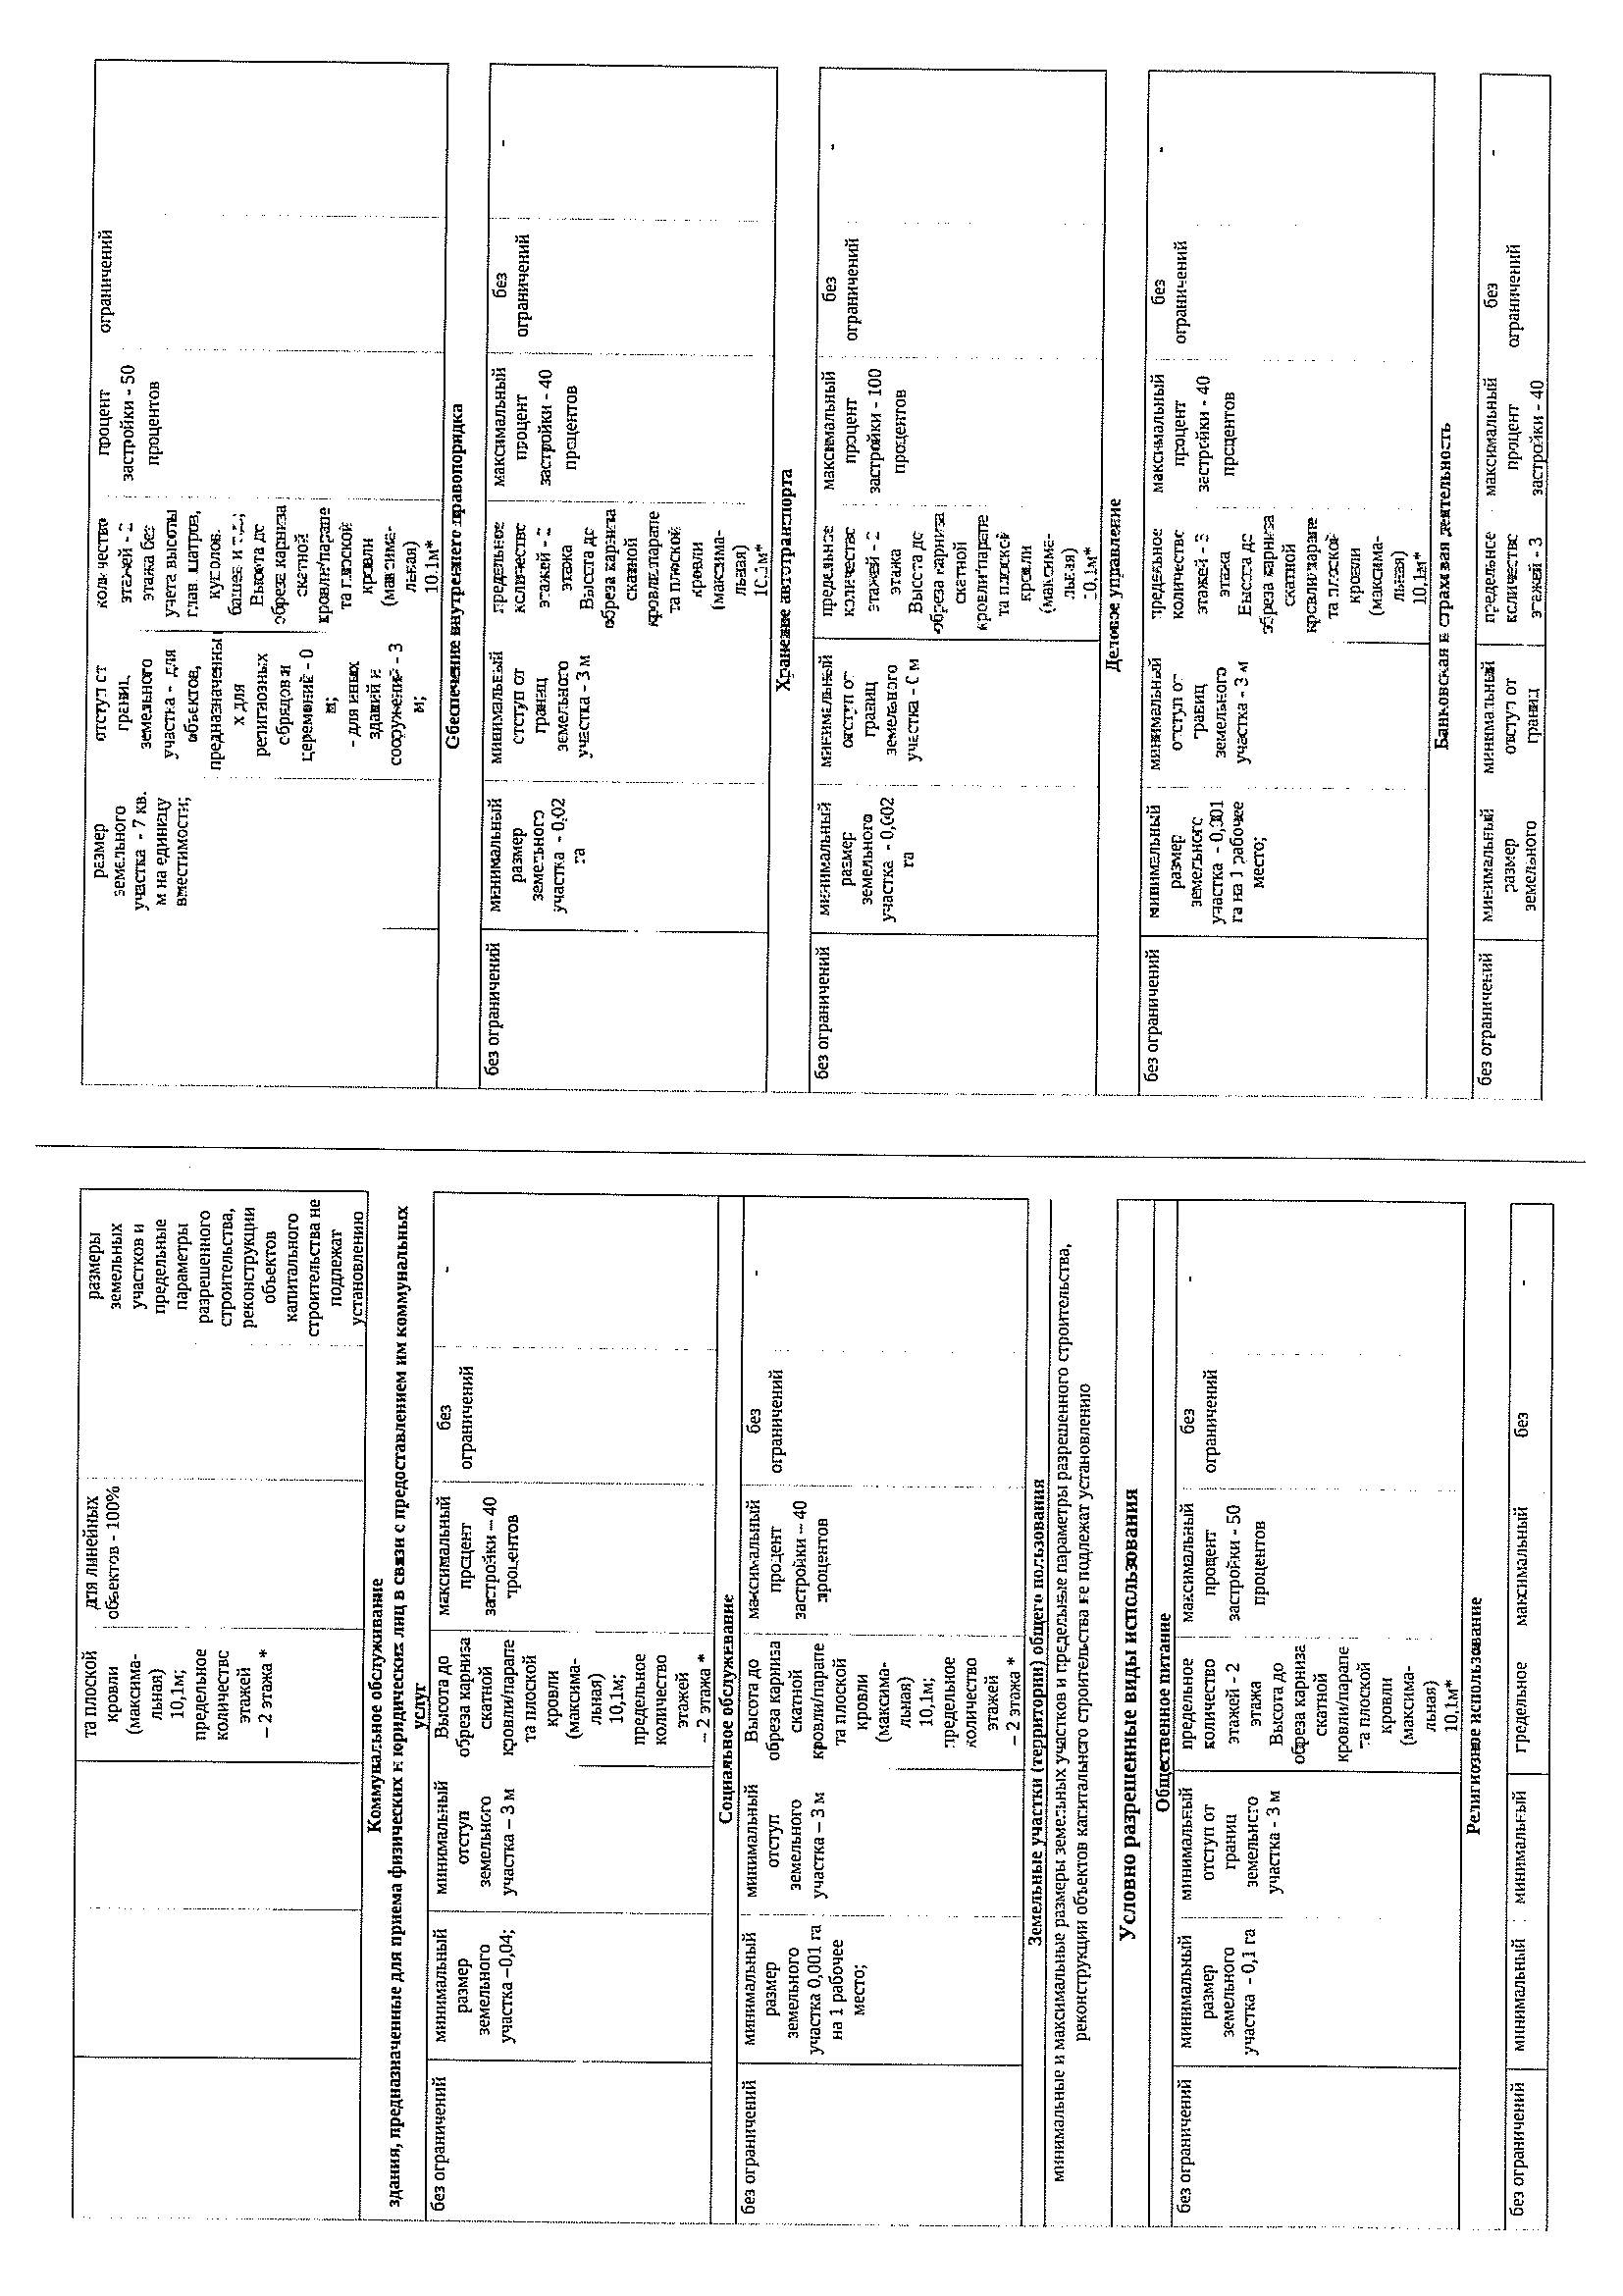 та плоской
кровли
(максима-
льная)
10,1м;
предельное
количество
этажей
– 2 этажа *
для линейных
объектов - 100%
размеры
земельных
участков и
предельные
параметры
разрешенного
строительства,
реконструкции
объектов
капитального
строительства не
подлежат
установлению
Коммунальное обслуживание
здания, предназначенные для приема физических и юридических лиц в связи с предоставлением им коммунальных
услуг
без ограничений
минимальный
размер
земельного
участка –0,04;
минимальный
отступ
земельного
участка – 3 м
Высота до
обреза карниза
скатной
кровли/парапе
та плоской
кровли
(максима-
льная)
10,1м;
предельное
количество
этажей
– 2 этажа *
максимальный
процент
застройки – 40
процентов
без
ограничений
-
Социальное обслуживание
без ограничений
минимальный
размер
земельного
участка 0,001 га
на 1 рабочее
место;
минимальный
отступ
земельного
участка – 3 м
Высота до
обреза карниза
скатной
кровли/парапе
та плоской
кровли
(максима-
льная)
10,1м;
предельное
количество
этажей
– 2 этажа *
максимальный
процент
застройки – 40
процентов
без
ограничений
-
Земельные участки (территории) общего пользования
минимальные и максимальные размеры земельных участков и предельные параметры разрешенного строительства,
реконструкции объектов капитального строительства не подлежат установлению
Условно разрешенные виды использования
Общественное питание
без ограничений
минимальный
размер
земельного
участка - 0,1 га
минимальный
отступ от
границ
земельного
участка - 3 м
предельное
количество
этажей - 2
этажа
Высота до
обреза карниза
скатной
кровли/парапе
та плоской
кровли
(максима-
льная)
10,1м*
максимальный
процент
застройки - 50
процентов
без
ограничений
-
Религиозное использование
без ограничений
минимальный
минимальный
предельное
максимальный
без
-
размер
земельного
участка - 7 кв.
м на единицу
вместимости;
отступ от
границ
земельного
участка - для
объектов,
предназначенны
х для
религиозных
обрядов и
церемоний - 0
м;
- для иных
зданий и
сооружений - 3
м;
количество
этажей - 2
этажа без
учета высоты
глав, шатров,
куполов,
башен и т.д.;
Высота до
обреза карниза
скатной
кровли/парапе
та плоской
кровли
(максима-
льная)
10,1м*
процент
застройки - 50
процентов
ограничений
Обеспечение внутреннего правопорядка
без ограничений
минимальный
размер
земельного
участка - 0,02
га
минимальный
отступ от
границ
земельного
участка - 3 м
предельное
количество
этажей - 2
этажа
Высота до
обреза карниза
скатной
кровли/парапе
та плоской
кровли
(максима-
льная)
10,1м*
максимальный
процент
застройки - 40
процентов
без
ограничений
-
Хранение автотранспорта
без ограничений
минимальный
размер
земельного
участка - 0,002
га
минимальный
отступ от
границ
земельного
участка - 0 м
предельное
количество
этажей - 2
этажа
Высота до
обреза карниза
скатной
кровли/парапе
та плоской
кровли
(максима-
льная)
10,1м*
максимальный
процент
застройки - 100
процентов
без
ограничений
-
Деловое управление
без ограничений
минимальный
размер
земельного
участка - 0,001
га на 1 рабочее
место;
минимальный
отступ от
границ
земельного
участка - 3 м
предельное
количество
этажей - 3
этажа
Высота до
обреза карниза
скатной
кровли/парапе
та плоской
кровли
(максима-
льная)
10,1м*
максимальный
процент
застройки - 40
процентов
без
ограничений
-
Банковская и страховая деятельность
без ограничений
минимальный
размер
земельного
минимальный
отступ от
границ
предельное
количество
этажей - 3
максимальный
процент
застройки - 40
без
ограничений
-